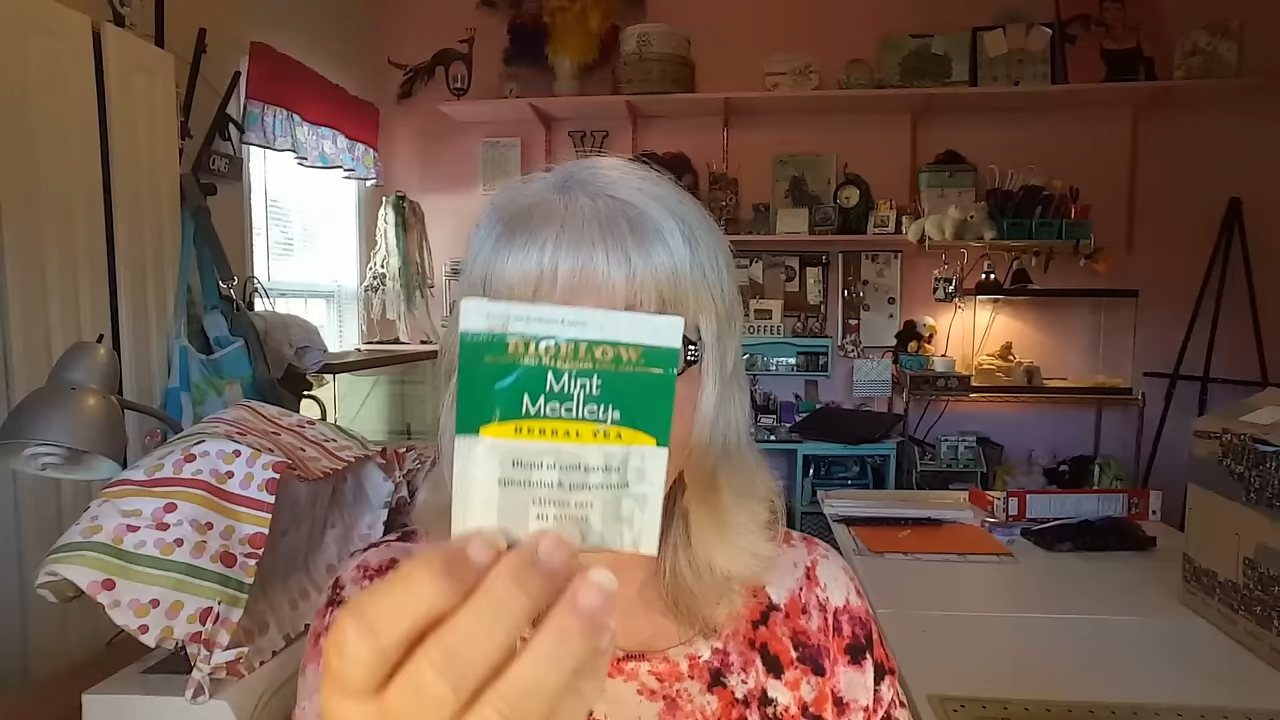 OMG
W
COFFEE
BIGELOW
Mint
Medley
HERBAL TEA
Blend of cool garden
spearmint & peppermint
CAFFEINE FREE
ALL NATURAL